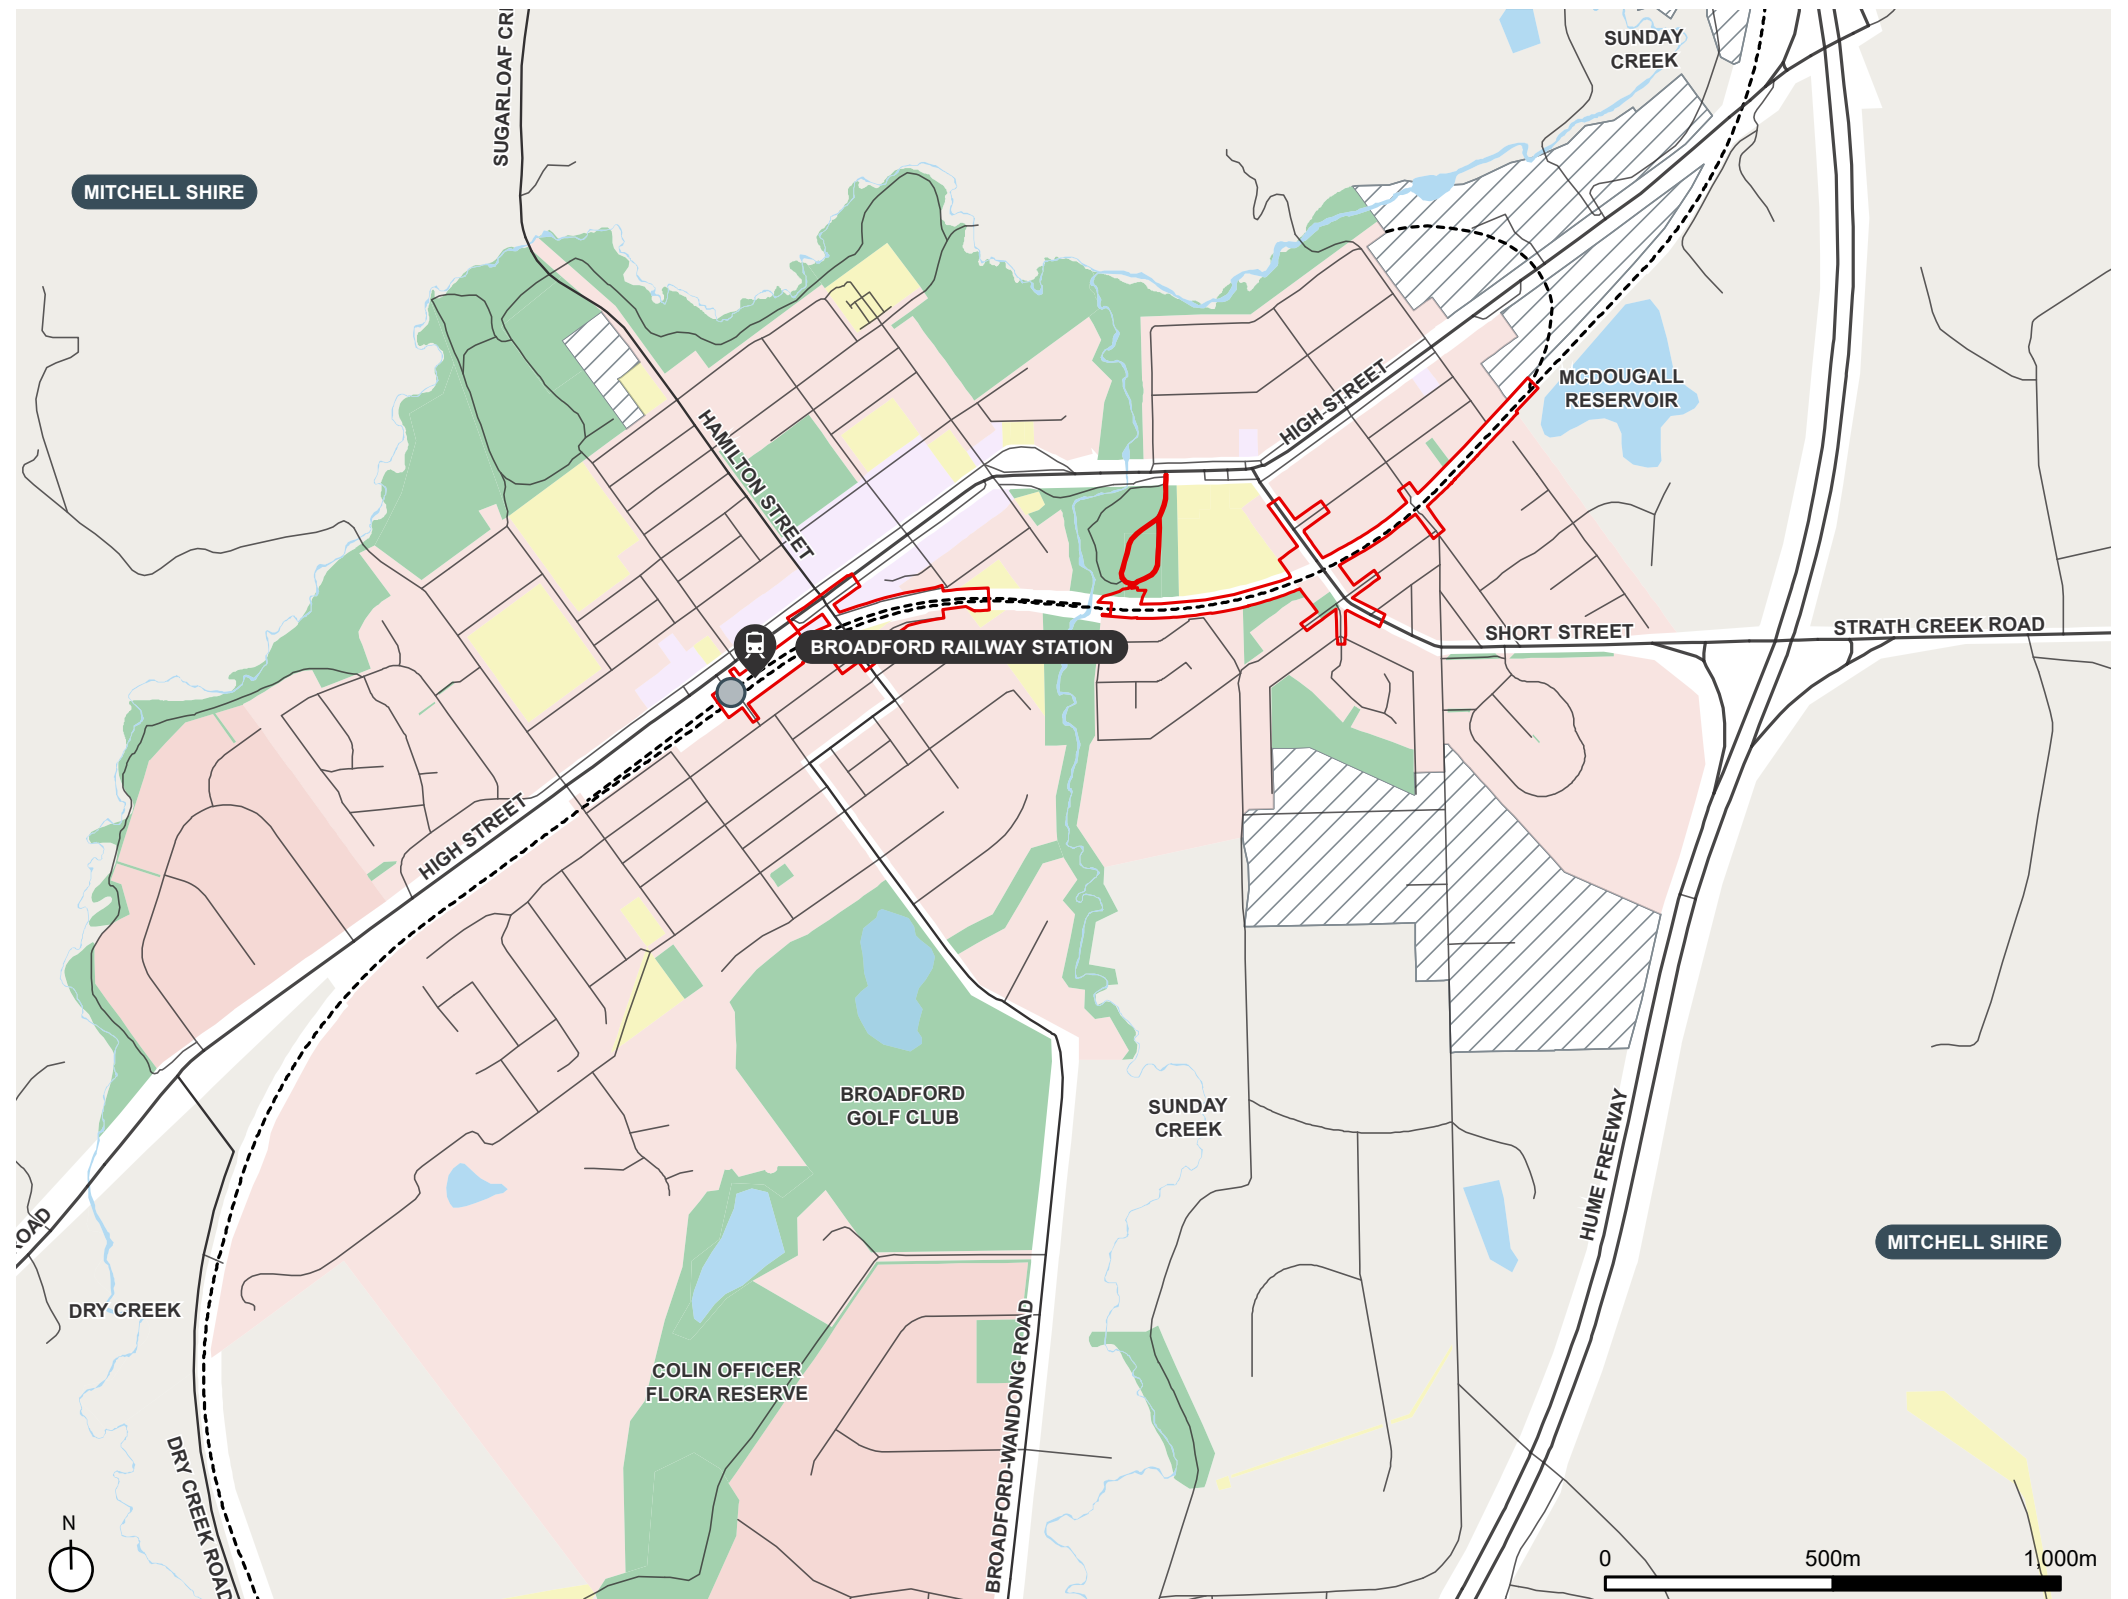 SUNDAY
CREEK
SUGARLOAF CR
MITCHELL SHIRE
MCDOUGALL
RESERVOIR
HIGH STREET
HAMILTON STREET
SHORT STREET
STRATH CREEK ROAD
BROADFORD RAILWAY STATION
HIGH STREET
BROADFORD
GOLF CLUB
SUNDAY
CREEK
HUME FREEWAY
ROAD
MITCHELL SHIRE
DRY CREEK
COLIN OFFICER
FLORA RESERVE
BROADFORD-WANDONG ROAD
DRY CREEK ROAD
N
0 500m 1,000m